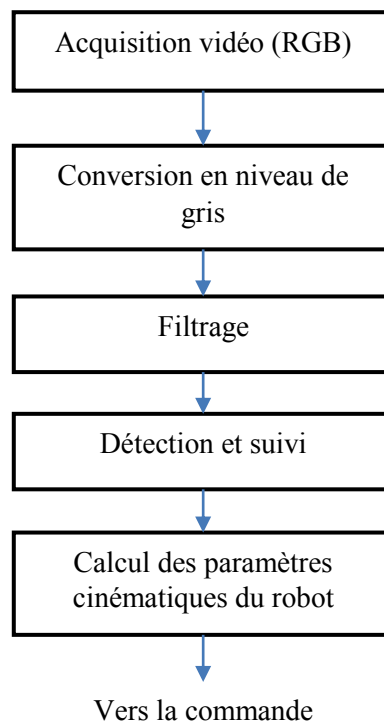 Acquisition vidéo (RGB)
Conversion en niveau de
gris
Filtrage
Détection et suivi
Calcul des paramètres
cinématiques du robot
Vers la commande